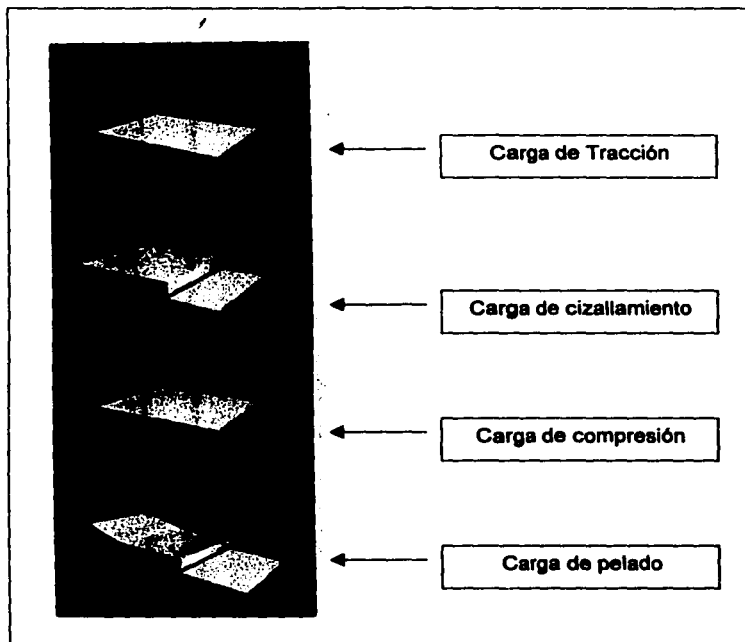 Carga de Tracción
Carga de cizallamiento
Carga de compresión
Carga de pelado